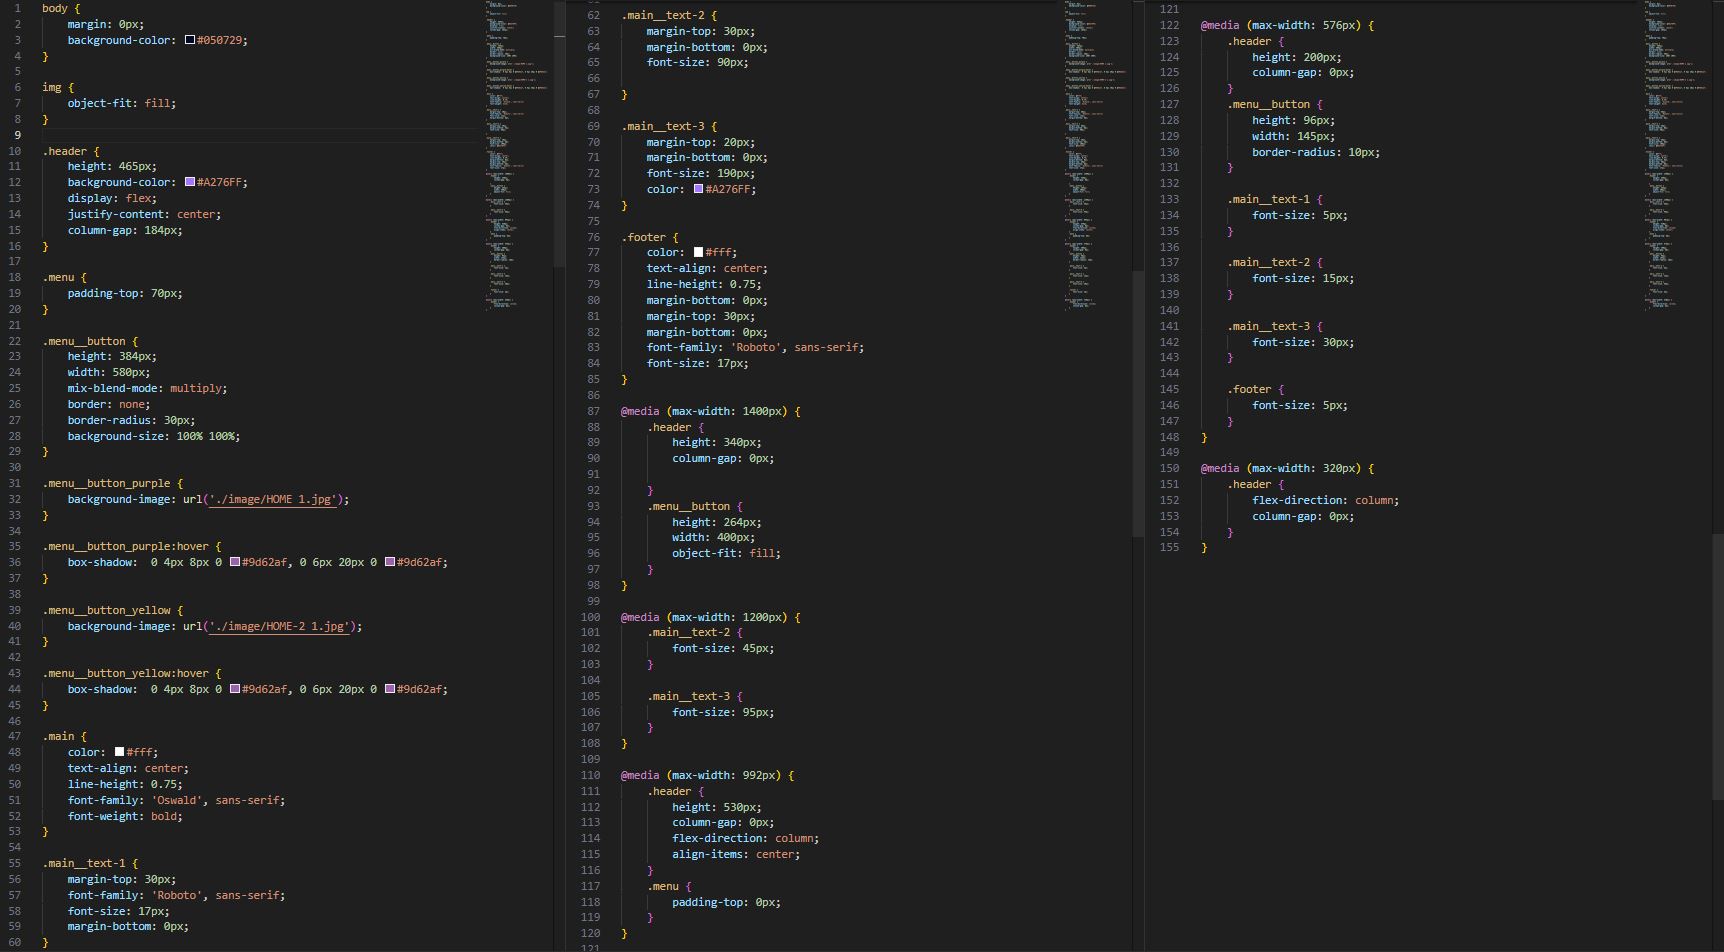 1 body {
2 margin: 0px;
3 background-color: #050729;
4 }
5
6 img {
7 object-fit: fill;
8 }
9
10 .header {
11 height: 465px;
12 background-color: #A276FF;
13 display: flex;
14 justify-content: center;
15 column-gap: 184px;
16 }
17
18 .menu {
19 padding-top: 70px;
20 }
21
22 .menu__button {
23 height: 384px;
24 width: 580px;
25 mix-blend-mode: multiply;
26 border: none;
27 border-radius: 30px;
28 background-size: 100% 100%;
29 }
30
31 .menu__button_purple {
32 background-image: url('./image/HOME 1.jpg');
33 }
34
35 .menu__button_purple:hover {
36 box-shadow:  0 4px 8px 0 #9d62af, 0 6px 20px 0 #9d62af;
37 }
38
39 .menu__button_yellow {
40 background-image: url('./image/HOME-2 1.jpg');
41 }
42
43 .menu__button_yellow:hover {
44 box-shadow:  0 4px 8px 0 #9d62af, 0 6px 20px 0 #9d62af;
45 }
46
47 .main {
48 color: #fff;
49 text-align: center;
50 line-height: 0.75;
51 font-family: 'Oswald', sans-serif;
52 font-weight: bold;
53 }
54
55 .main__text-1 {
56 margin-top: 30px;
57 font-family: 'Roboto', sans-serif;
58 font-size: 17px;
59 margin-bottom: 0px;
60 }
62 .main__text-2 {
63 margin-top: 30px;
64 margin-bottom: 0px;
65 font-size: 90px;
66
67 }
68
69 .main__text-3 {
70 margin-top: 20px;
71 margin-bottom: 0px;
72 font-size: 190px;
73 color: #A276FF;
74 }
75
76 .footer {
77 color: #fff;
78 text-align: center;
79 line-height: 0.75;
80 margin-bottom: 0px;
81 margin-top: 30px;
82 margin-bottom: 0px;
83 font-family: 'Roboto', sans-serif;
84 font-size: 17px;
85 }
86
87 @media (max-width: 1400px) {
88 .header {
89 height: 340px;
90 column-gap: 0px;
91
92 }
93 .menu__button {
94 height: 264px;
95 width: 400px;
96 object-fit: fill;
97 }
98 }
99
100 @media (max-width: 1200px) {
101 .main__text-2 {
102 font-size: 45px;
103 }
104
105 .main__text-3 {
106 font-size: 95px;
107 }
108 }
109
110 @media (max-width: 992px) {
111 .header {
112 height: 530px;
113 column-gap: 0px;
114 flex-direction: column;
115 align-items: center;
116 }
117 .menu {
118 padding-top: 0px;
119 }
120 }
121
121
122 @media (max-width: 576px) {
123 .header {
124 height: 200px;
125 column-gap: 0px;
126 }
127 .menu__button {
128 height: 96px;
129 width: 145px;
130 border-radius: 10px;
131 }
132
133 .main__text-1 {
134 font-size: 5px;
135 }
136
137 .main__text-2 {
138 font-size: 15px;
139 }
140
141 .main__text-3 {
142 font-size: 30px;
143 }
144
145 .footer {
146 font-size: 5px;
147 }
148 }
149
150 @media (max-width: 320px) {
151 .header {
152 flex-direction: column;
153 column-gap: 0px;
154 }
155 }